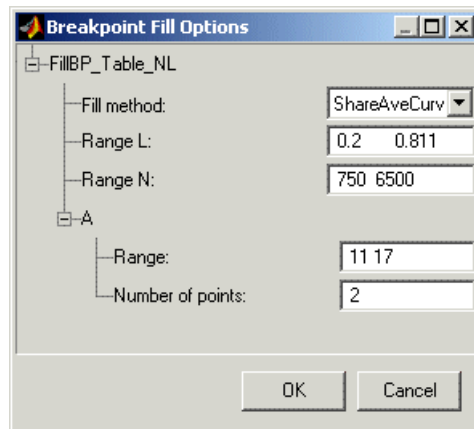 Breakpoint Fill Options
FillBP_Table_NL
Fill method: ShareAveCurv
Range L: 0.2 0.811
Range N: 750 6500
A
Range: 11 17
Number of points: 2
OK Cancel